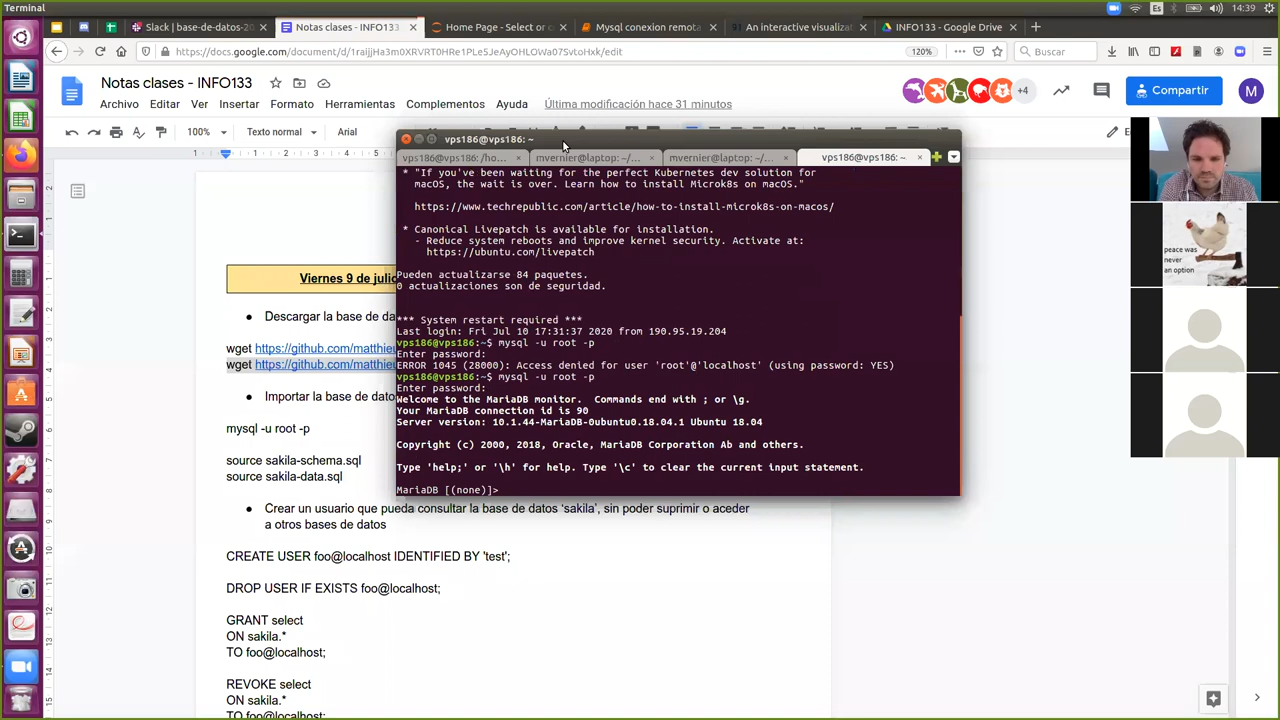 Terminal
Es
14:39
Slack | base-de-datos-20
Notas clases - INFO133
Home Page - Select or c
Mysql conexion remota
An interactive visualizat
INFO133 - Google Drive
https://docs.google.com/document/d/1raijjHa3m0XRVRT0HRe1PLe5JeAyOHLOWa07SvtoHxk/edit
120%
Buscar
Notas clases - INFO133
Archivo Editar Ver Insertar Formato Herramientas Complementos Ayuda Última modificación hace 31 minutos
+4
Compartir
M
100%
Texto normal
Arial
vps186@vps186: ~
vps186@vps186: /ho...
mvernier@laptop: ~/...
mvernier@laptop: ~/...
vps186@vps186: ~
* "If you've been waiting for the perfect Kubernetes dev solution for
macOS, the wait is over. Learn how to install Microk8s on macOS."
https://www.techrepublic.com/article/how-to-install-microk8s-on-macos/
* Canonical Livepatch is available for installation.
- Reduce system reboots and improve kernel security. Activate at:
https://ubuntu.com/livepatch
Pueden actualizarse 84 paquetes.
0 actualizaciones son de seguridad.
*** System restart required ***
Last login: Fri Jul 10 17:31:37 2020 from 190.95.19.204
vps186@vps186:~$ mysql -u root -p
Enter password:
ERROR 1045 (28000): Access denied for user 'root'@'localhost' (using password: YES)
vps186@vps186:~$ mysql -u root -p
Enter password:
Welcome to the MariaDB monitor.  Commands end with ; or \g.
Your MariaDB connection id is 90
Server version: 10.1.44-MariaDB-0ubuntu0.18.04.1 Ubuntu 18.04
Copyright (c) 2000, 2018, Oracle, MariaDB Corporation Ab and others.
Type 'help;' or '\h' for help. Type '\c' to clear the current input statement.
MariaDB [(none)]>
peace was
never
an option
Viernes 9 de julio
Descargar la base de da
wget https://github.com/matthieu
wget https://github.com/matthieu
Importar la base de dato
mysql -u root -p
source sakila-schema.sql
source sakila-data.sql
Crear un usuario que pueda consultar la base de datos 'sakila', sin poder suprimir o aceder
a otros bases de datos
CREATE USER foo@localhost IDENTIFIED BY 'test';
DROP USER IF EXISTS foo@localhost;
GRANT select
ON sakila.*
TO foo@localhost;
REVOKE select
ON sakila.*
TO foo@localhost;